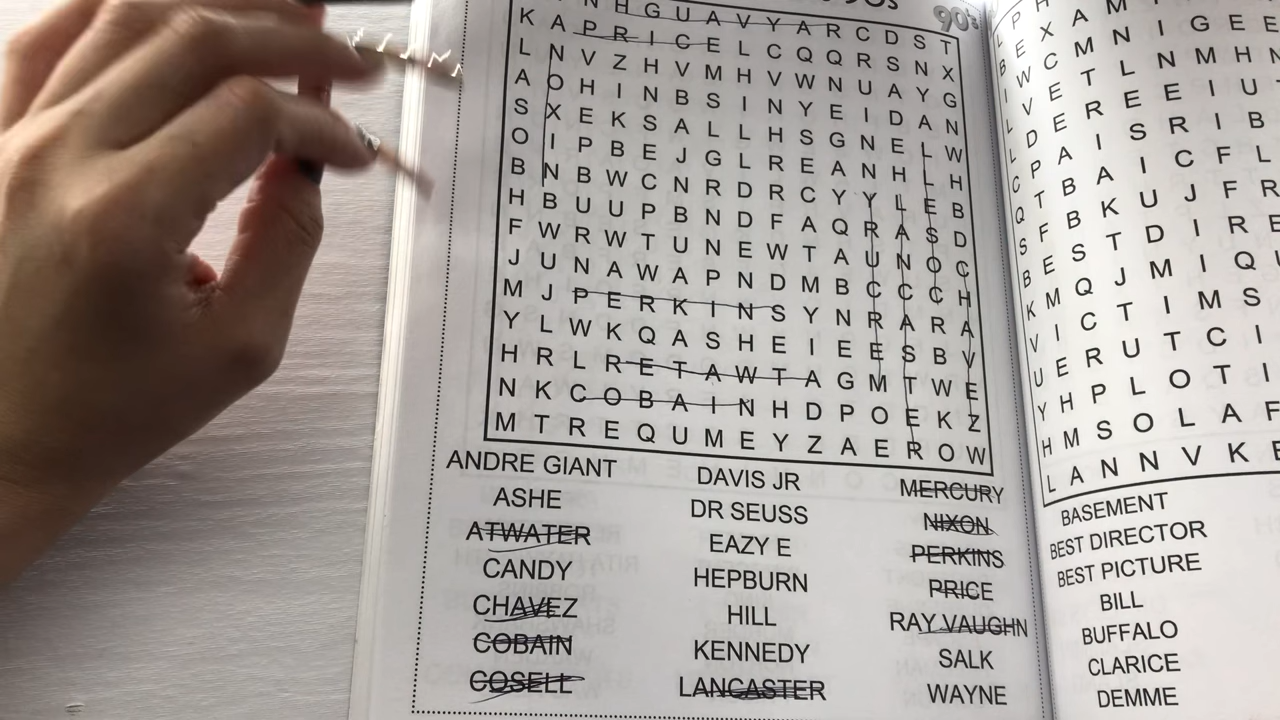 90s
N H G U A V Y A R C D S T
K A P R I C E L C Q Q R S N X
L N V Z H V M H V W N U A Y G
A O H I N B S I N Y E I D A N
S X E K S A L L H S G N E L W
O I P B E J G L R E A N H L H
B N B W C N R D R C Y Y L E B
H B U U P B N D F A Q R A S D
F W R W T U N E W T A U N O C
J U N A W A P N D M B C C C H
M J P E R K I N S Y N R A R A
Y L W K Q A S H E I E E S B V
H R L R E T A W T A G M T W E
N K C O B A I N H D P O E K Z
M T R E Q U M E Y Z A E R O W
ANDRE GIANT
ASHE
ATWATER
CANDY
CHAVEZ
COBAIN
COSELL
DAVIS JR
DR SEUSS
EAZY E
HEPBURN
HILL
KENNEDY
LANCASTER
MERCURY
NIXON
PERKINS
PRICE
RAY VAUGHN
SALK
WAYNE
L P H
B E X A M
I W C M N I G E E
L V E T L N M H N
L D E R E E I U
C P A I S R I B
Q T B A I C F L
S F B K U J F R
B E S T D I R E
K M Q J M I Q
V I C T I M S
U E R U T C I
Y H P L O T I
H M S O L A F
L A N N V K E
BASEMENT
BEST DIRECTOR
BEST PICTURE
BILL
BUFFALO
CLARICE
DEMME